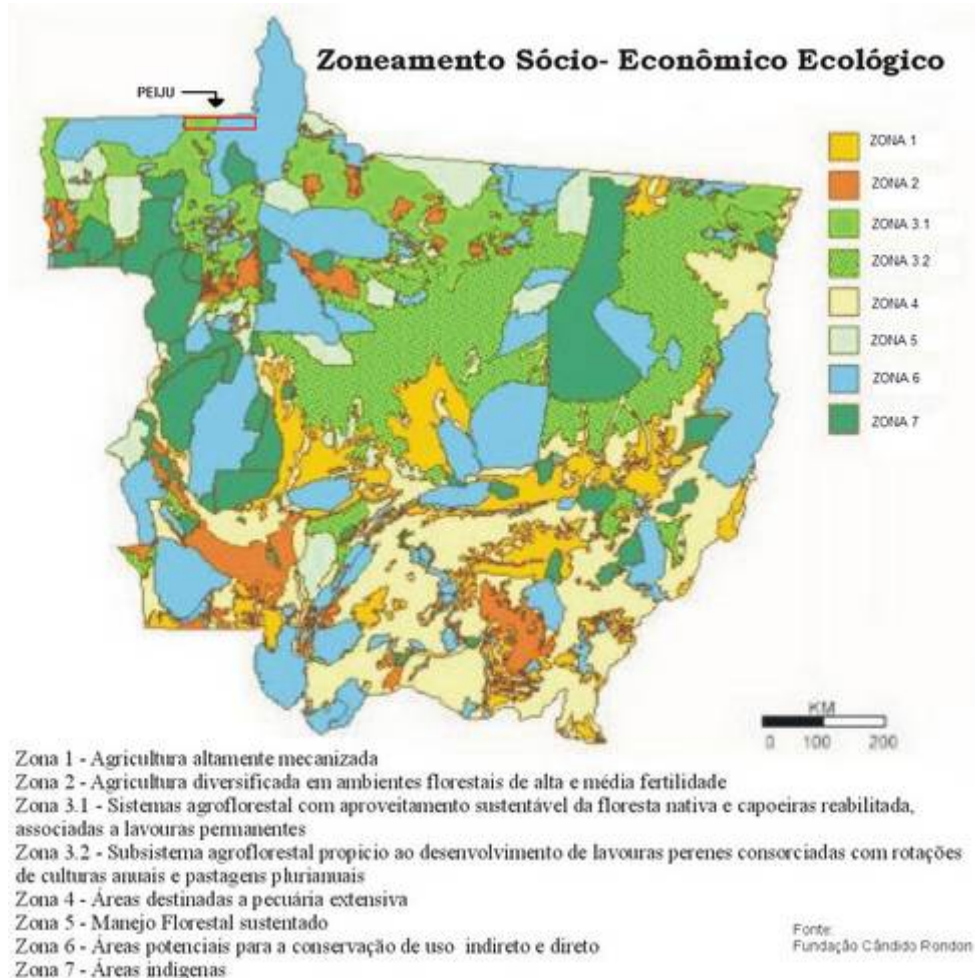 Zoneamento Sócio- Econômico Ecológico
PEIJU
ZONA 1
ZONA 2
ZONA 3.1
ZONA 3.2
ZONA 4
ZONA 5
ZONA 6
ZONA 7
KM
0 100 200
Zona 1 - Agricultura altamente mecanizada
Zona 2 - Agricultura diversificada em ambientes florestais de alta e média fertilidade
Zona 3.1 - Sistemas agroflorestal com aproveitamento sustentável da floresta nativa e capoeiras reabilitada,
associadas a lavouras permanentes
Zona 3.2 - Subsistema agroflorestal propicio ao desenvolvimento de lavouras perenes consorciadas com rotações
de culturas anuais e pastagens plurianuais
Zona 4 - Áreas destinadas a pecuária extensiva
Zona 5 - Manejo Florestal sustentado
Zona 6 - Áreas potenciais para a conservação de uso indireto e direto
Zona 7 - Áreas indígenas
Fonte:
Fundação Cândido Rondon